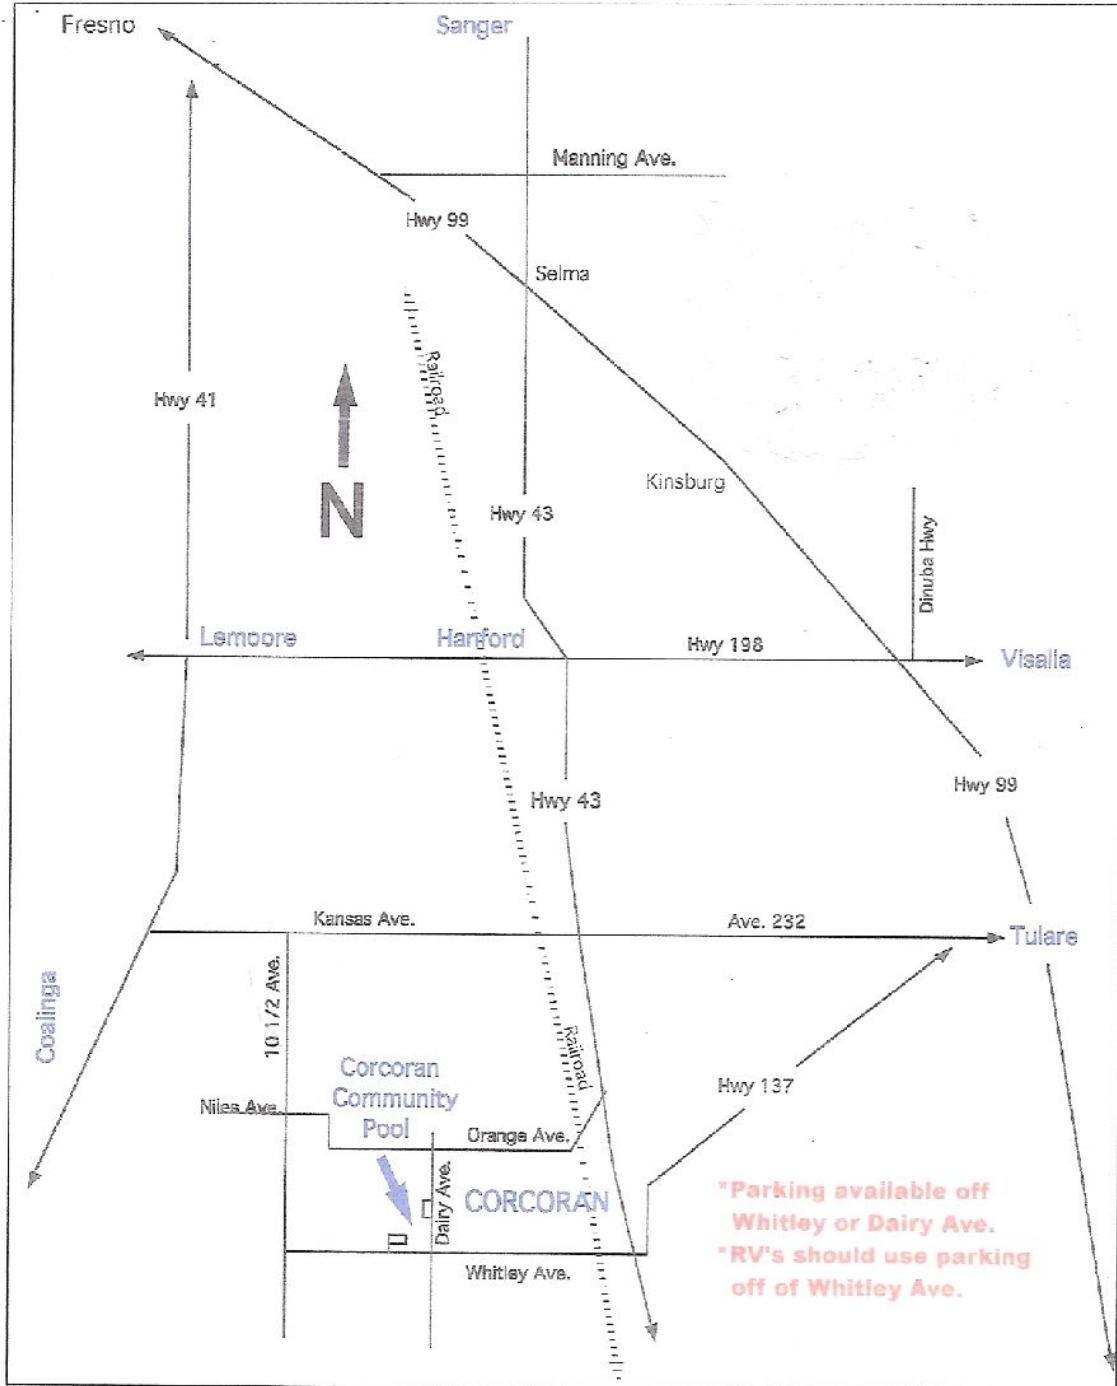 Fresno
Sanger
Manning Ave.
Hwy 99
Selma
Railroad
Hwy 41
N
Kinsburg
Hwy 43
Dinuba Hwy
Lemoore
Hanford
Hwy 198
Visalia
Hwy 99
Hwy 43
Kansas Ave.
Ave. 232
Tulare
Coalinga
10 1/2 Ave.
Railroad
Corcoran
Community
Pool
Hwy 137
Niles Ave.
Orange Ave.
Dairy Ave.
CORCORAN
Whitley Ave.
*Parking available off
Whitley or Dairy Ave.
*RV's should use parking
off of Whitley Ave.